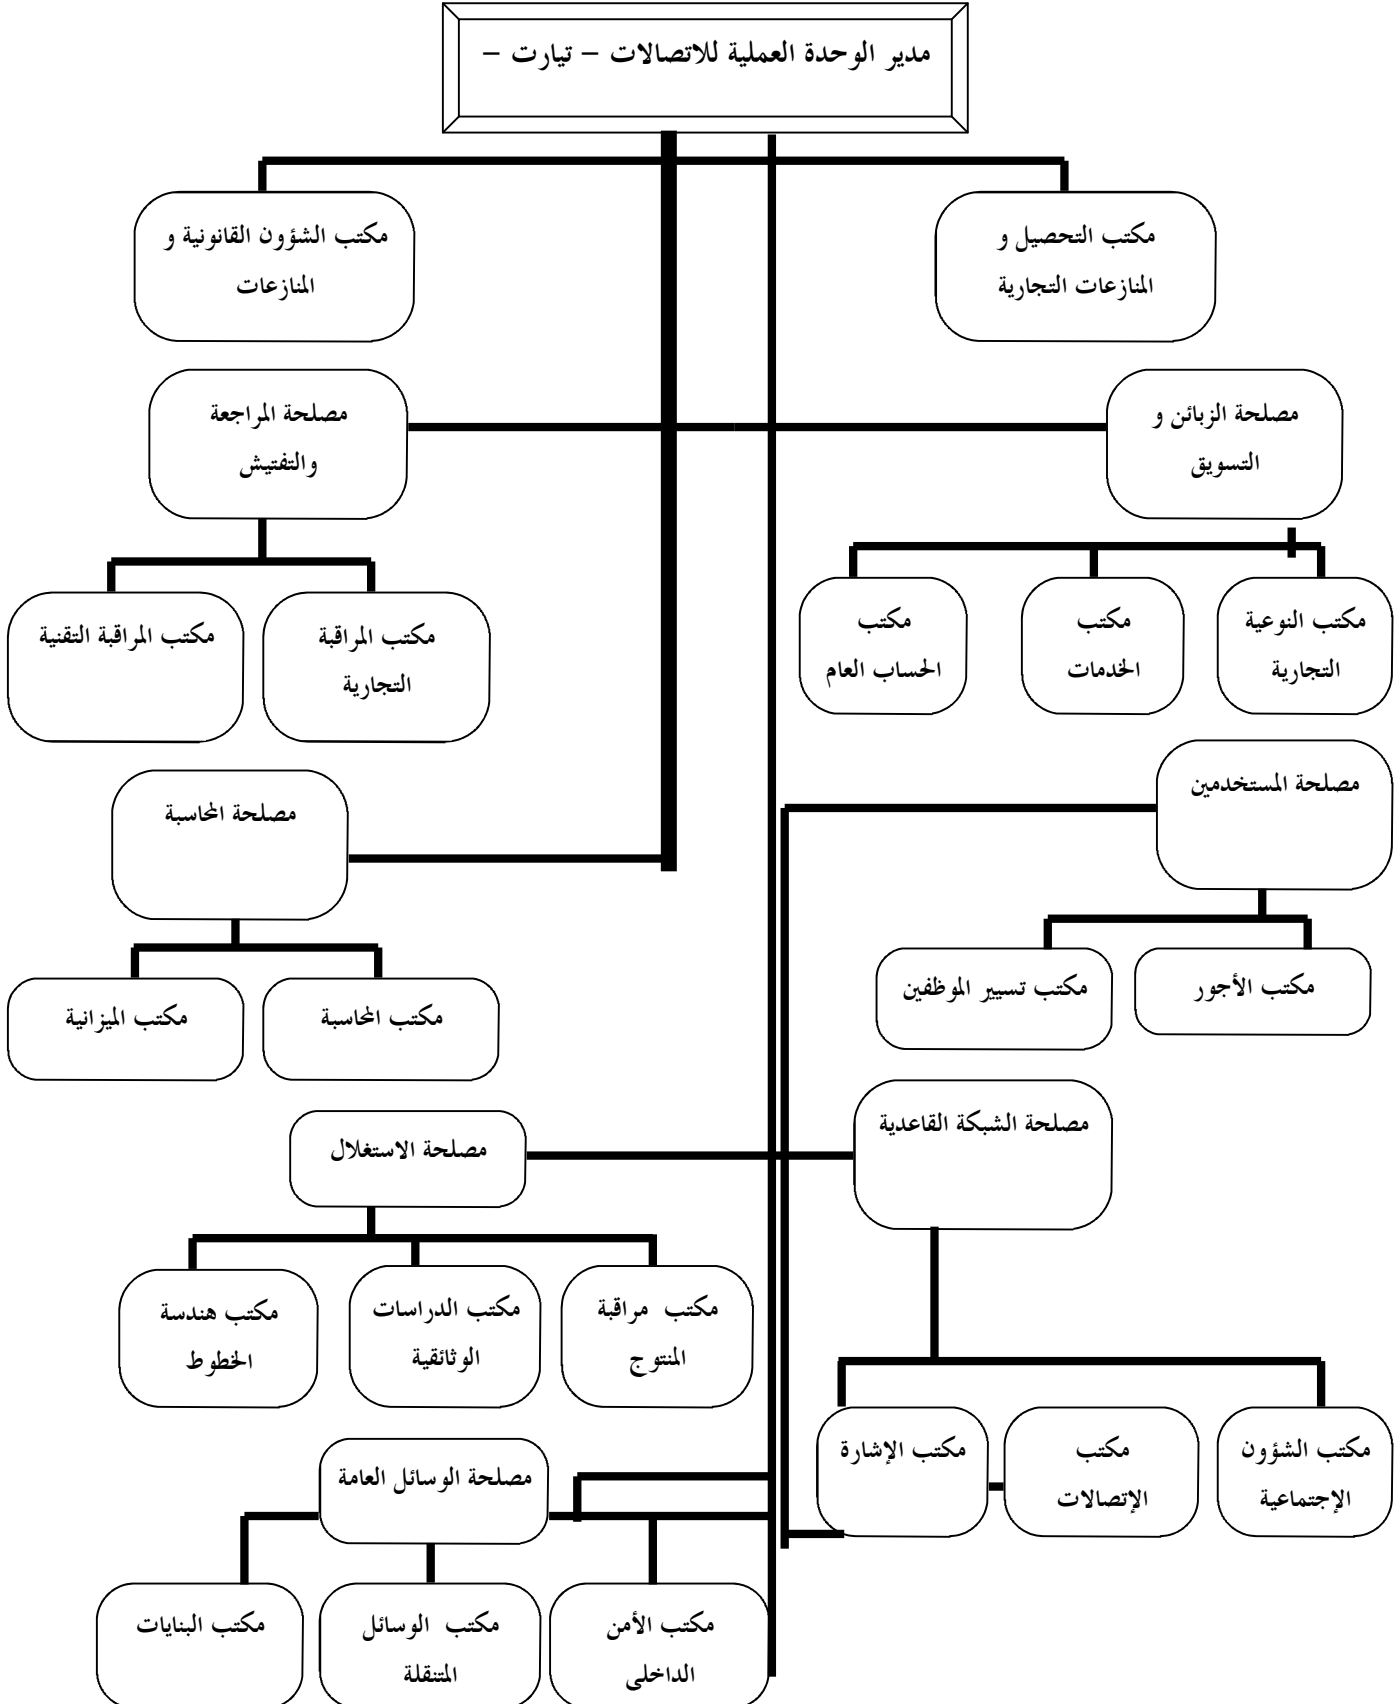 مدير الوحدة العملية للاتصالات – تيارت –
مكتب التحصيل و
المنازعات التجارية
مكتب الشؤون القانونية و
المنازعات
مصلحة الزبائن و
التسويق
مصلحة المراجعة
والتفتيش
مكتب النوعية
التجارية
مكتب
الخدمات
مكتب
الحساب العام
مكتب المراقبة
التجارية
مكتب المراقبة التقنية
مصلحة المستخدمين
مصلحة المحاسبة
مكتب الأجور
مكتب تسيير الموظفين
مكتب المحاسبة
مكتب الميزانية
مصلحة الشبكة القاعدية
مصلحة الاستغلال
مكتب مراقبة
المنتوج
مكتب الدراسات
الوثائقية
مكتب هندسة
الخطوط
مكتب الشؤون
الإجتماعية
مكتب
الإتصالات
مكتب الإشارة
مصلحة الوسائل العامة
مكتب الأمن
الداخلى
مكتب الوسائل
المتنقلة
مكتب البنايات